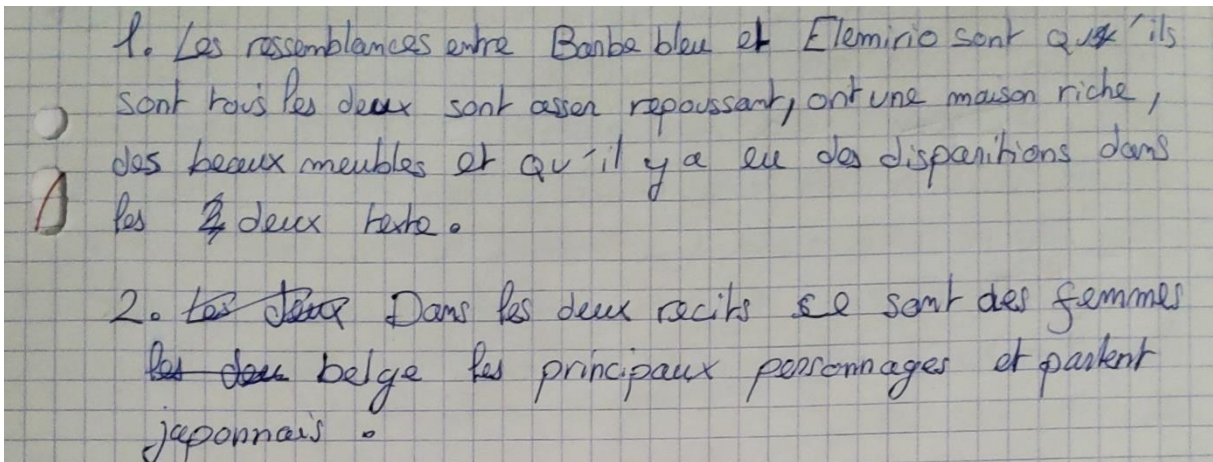 1. Les ressemblances entre Barbe bleu et Elemirio sont qu'ils
sont tous les deux sont assez repoussant, ont une maison riche,
des beaux meubles et qu'il y a eu des disparitions dans
les deux texte.
2. Dans les deux recits se sont des femmes
belge les principaux personnages et parlent
japonnais.